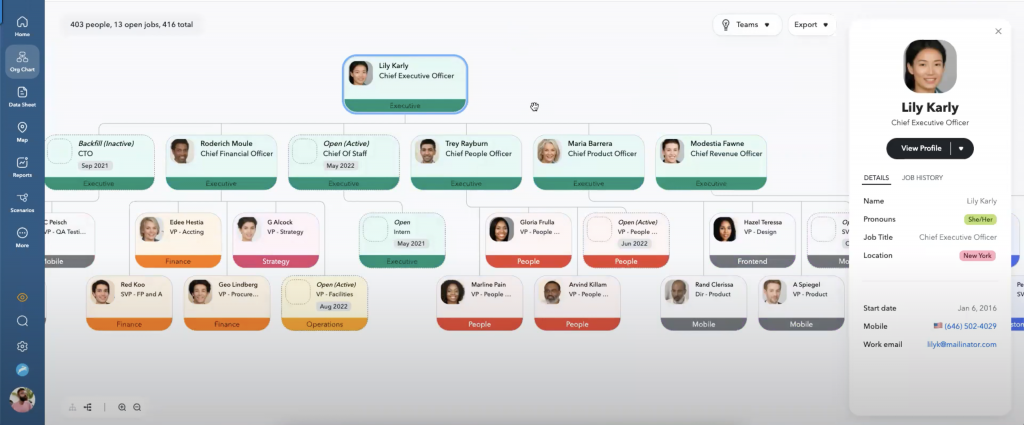 403 people, 13 open jobs, 416 total
Teams
Export
Home
Org Chart
Data Sheet
Map
Reports
Scenarios
More
Lily Karly
Chief Executive Officer
Executive
Backfill (Inactive)
CTO
Sep 2021
Executive
Roderich Moule
Chief Financial Officer
Executive
Open (Active)
Chief Of Staff
May 2022
Executive
Trey Rayburn
Chief People Officer
Executive
Maria Barrera
Chief Product Officer
Executive
Modestia Fawne
Chief Revenue Officer
Executive
C Peisch
VP - QA Testi...
Mobile
Edee Hestia
VP - Accting
Finance
G Alcock
VP - Strategy
Strategy
Open
Intern
May 2021
Executive
Gloria Frulla
VP - People ...
People
Open (Active)
VP - People ...
Jun 2022
People
Hazel Teressa
VP - Design
Frontend
Red Koo
SVP - FP and A
Finance
Geo Lindberg
VP - Procure...
Finance
Open (Active)
VP - Facilities
Aug 2022
Operations
Marline Pain
VP - People ...
People
Arvind Killam
VP - People ...
People
Rand Clerissa
Dir - Product
Mobile
A Spiegel
VP - Product
Mobile
Lily Karly
Chief Executive Officer
View Profile
DETAILS
JOB HISTORY
Name
Lily Karly
Pronouns
She/Her
Job Title
Chief Executive Officer
Location
New York
Start date
Jan 6, 2016
Mobile
(646) 502-4029
Work email
lilyk@mailinator.com